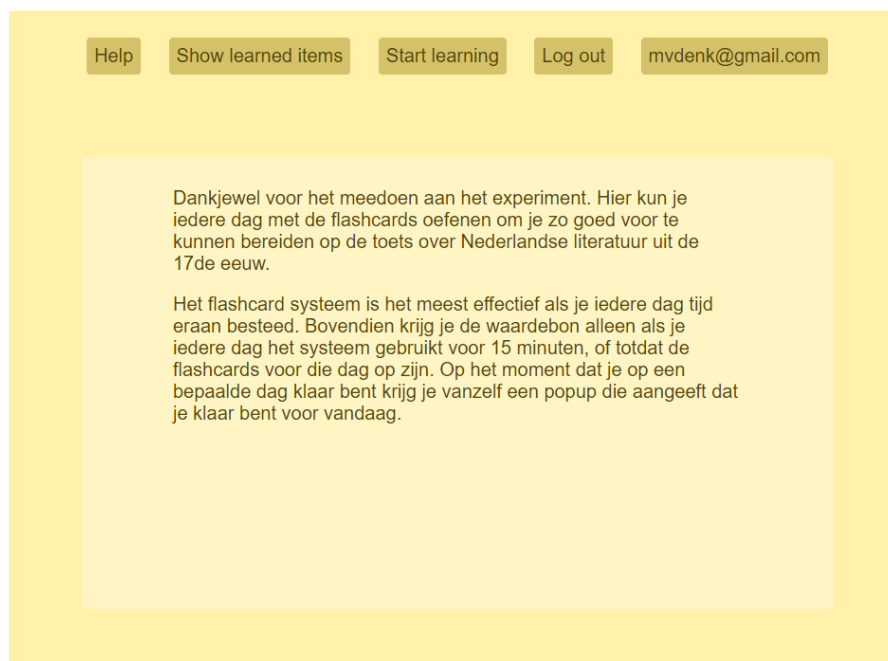 Help Show learned items Start learning Log out mvdenk@gmail.com
Dankjewel voor het meedoen aan het experiment. Hier kun je
iedere dag met de flashcards oefenen om je zo goed voor te
kunnen bereiden op de toets over Nederlandse literatuur uit de
17de eeuw.
Het flashcard systeem is het meest effectief als je iedere dag tijd
eraan besteed. Bovendien krijg je de waardebon alleen als je
iedere dag het systeem gebruikt voor 15 minuten, of totdat de
flashcards voor die dag op zijn. Op het moment dat je op een
bepaalde dag klaar bent krijg je vanzelf een popup die aangeeft dat
je klaar bent voor vandaag.